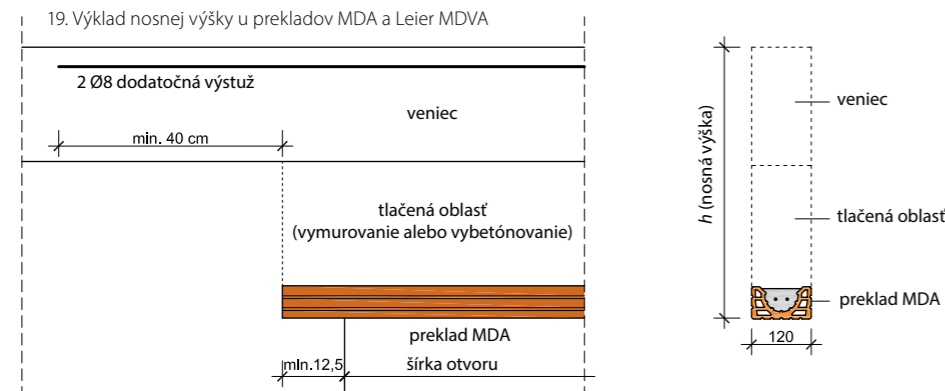 19. Výklad nosnej výšky u prekladov MDA a Leier MDVA
2 Ø8 dodatočná výstuž
veniec
min. 40 cm
tlačená oblasť
(vymurovanie alebo vybetónovanie)
preklad MDA
min.12,5
šírka otvoru
h (nosná výška)
veniec
tlačená oblasť
preklad MDA
120